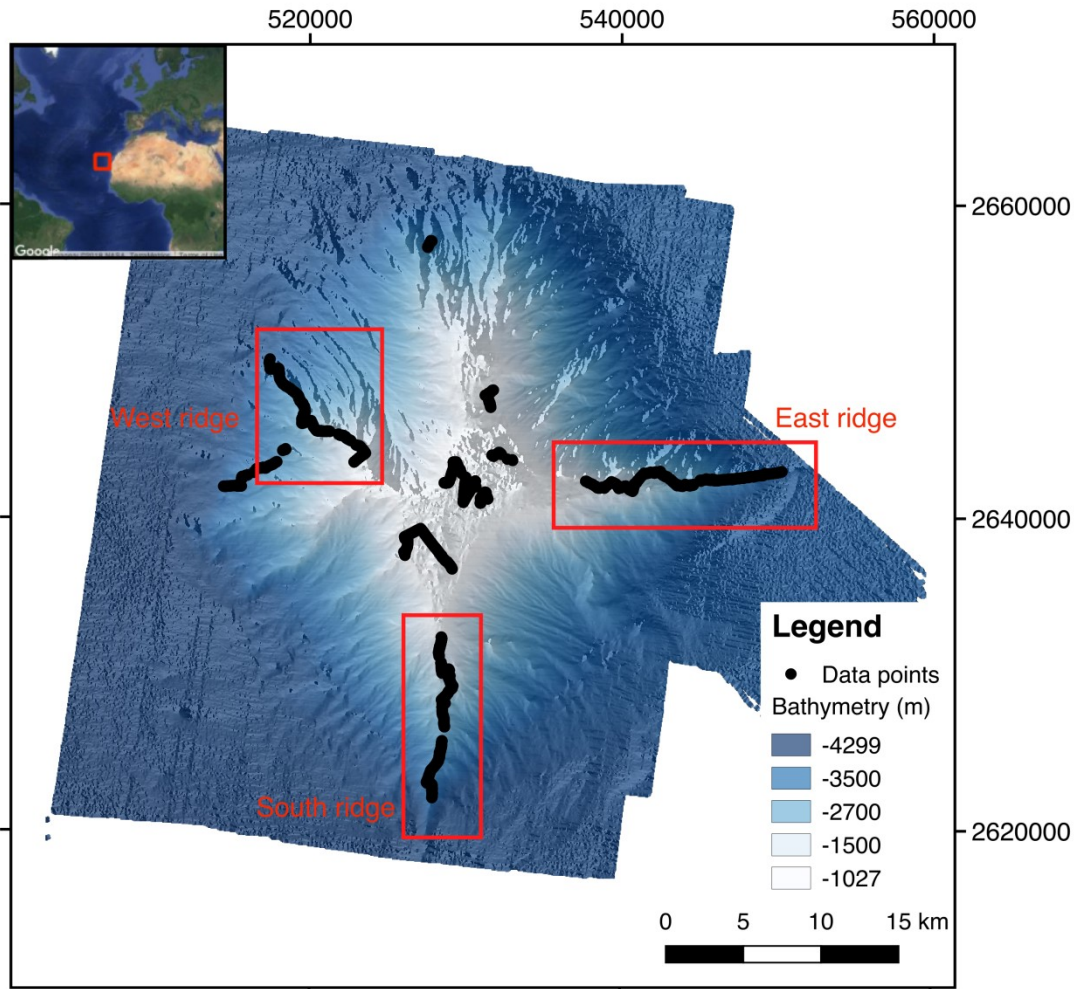 520000
540000
560000
Google
2660000
West ridge
East ridge
2640000
Legend
Data points
Bathymetry (m)
-4299
-3500
-2700
-1500
-1027
South ridge
2620000
0 5 10 15 km